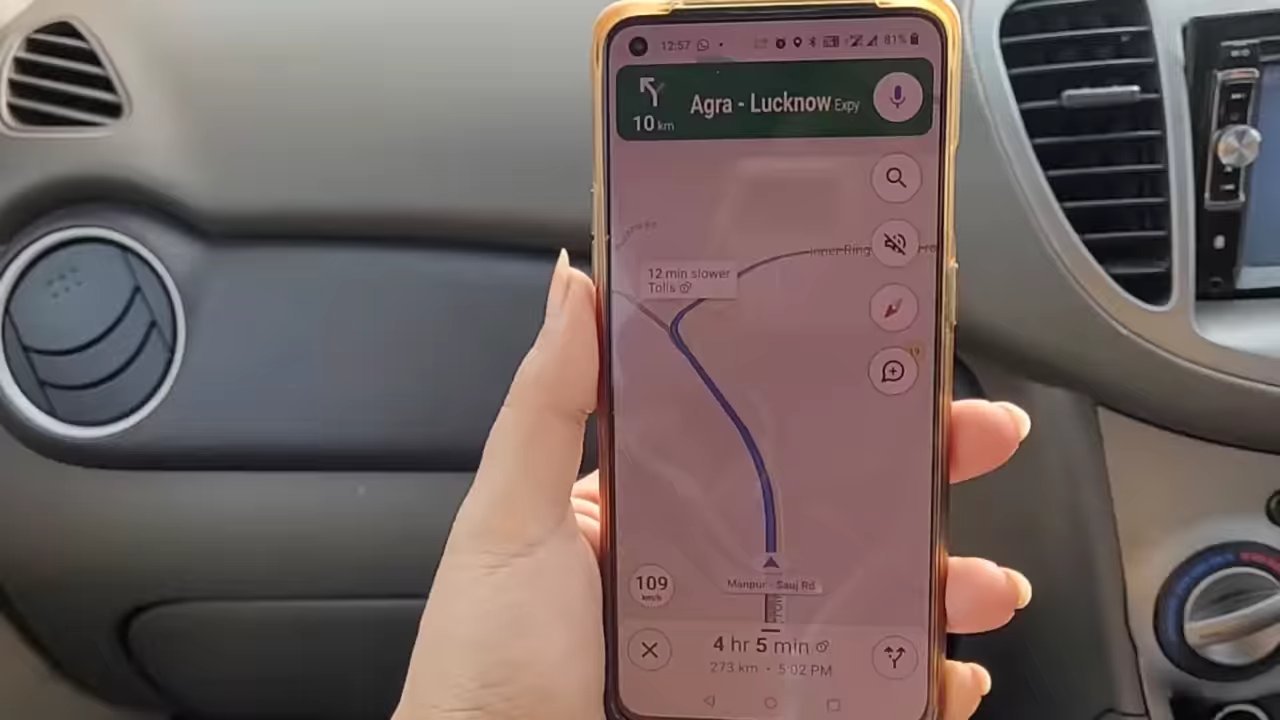 12:57
81%
Agra - Lucknow Expy
10 km
12 min slower
Tolls
Inner Ring
19
109
km/h
Manpur - Sauj Rd
4 hr 5 min
273 km • 5:02 PM